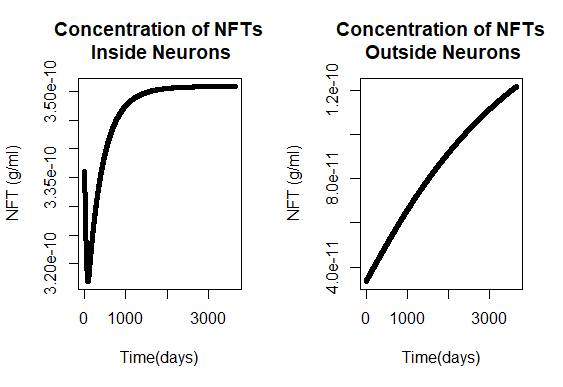 Concentration of NFTs
Inside Neurons
NFT (g/ml)
3.50e-10
3.35e-10
3.20e-10
0 1000 3000
Time(days)
Concentration of NFTs
Outside Neurons
NFT (g/ml)
1.2e-10
8.0e-11
4.0e-11
0 1000 3000
Time(days)